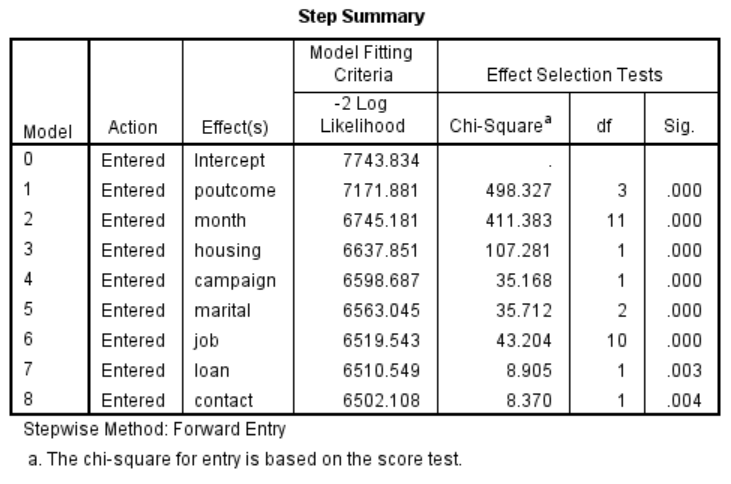 Step Summary
Model Action Effect(s) Model Fitting Criteria Effect Selection Tests
-2 Log Likelihood Chi-Squareᵃ df Sig.
0 Entered Intercept 7743.834 .
1 Entered poutcome 7171.881 498.327 3 .000
2 Entered month 6745.181 411.383 11 .000
3 Entered housing 6637.851 107.281 1 .000
4 Entered campaign 6598.687 35.168 1 .000
5 Entered marital 6563.045 35.712 2 .000
6 Entered job 6519.543 43.204 10 .000
7 Entered loan 6510.549 8.905 1 .003
8 Entered contact 6502.108 8.370 1 .004
Stepwise Method: Forward Entry
a. The chi-square for entry is based on the score test.